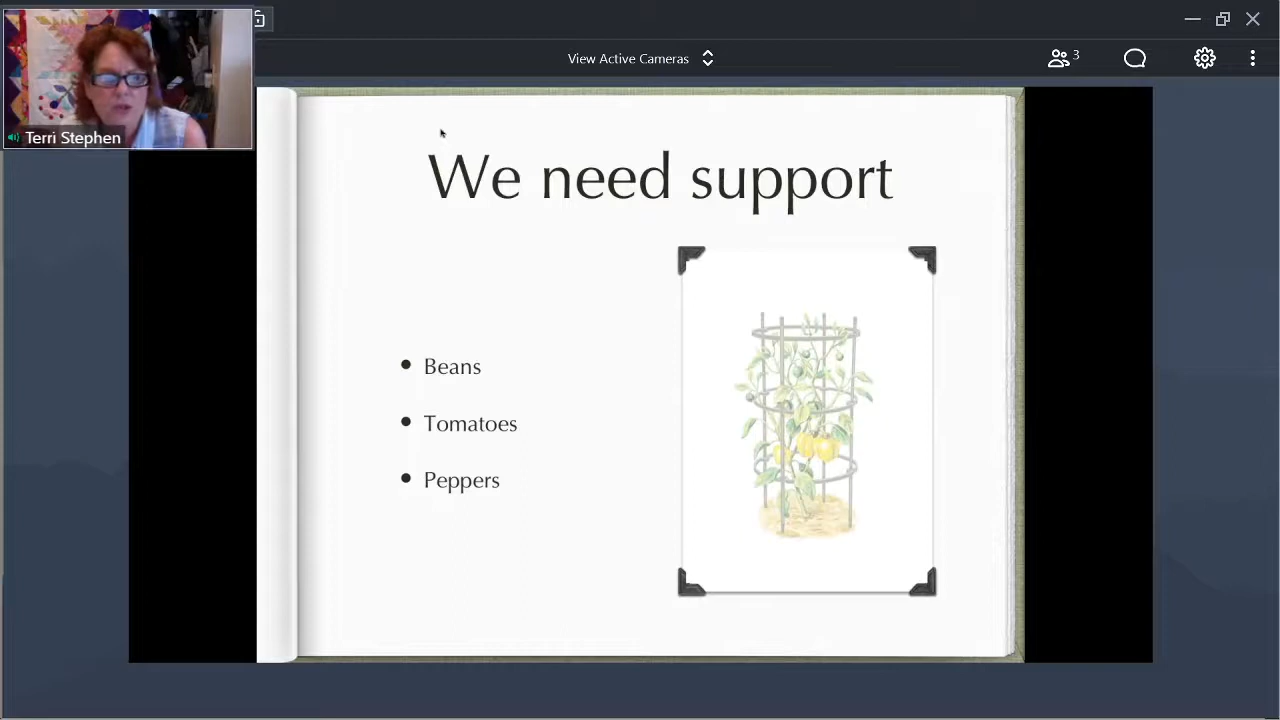 View Active Cameras
3
Terri Stephen
We need support
Beans
Tomatoes
Peppers